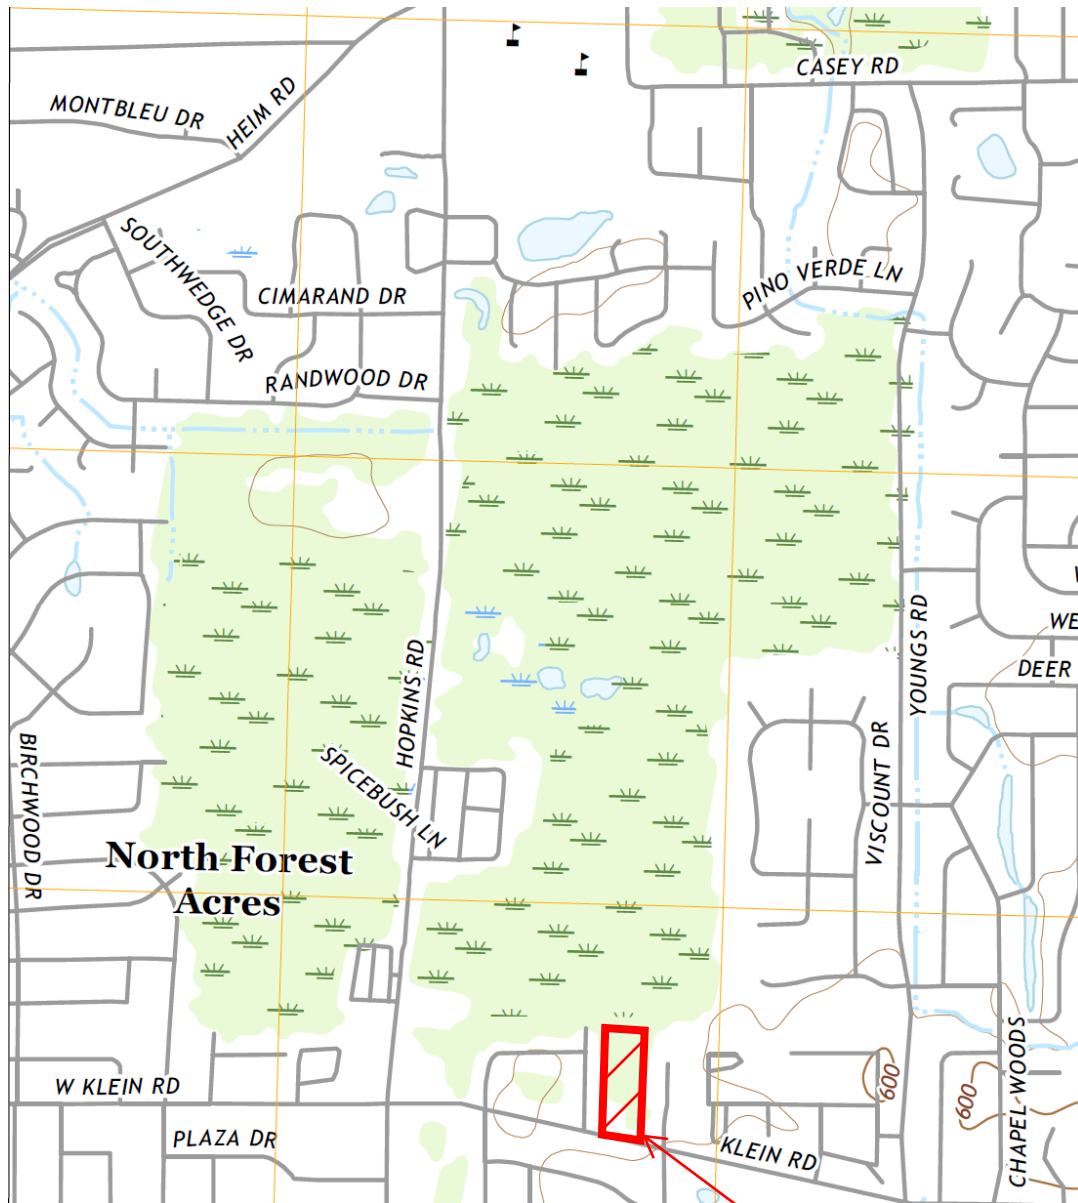 CASEY RD
MONTBLEU DR
HEIM RD
SOUTHWEDGE DR
PINO VERDE LN
CIMARAND DR
RANDWOOD DR
YOUNGS RD
WE
HOPKINS RD
DEER
BIRCHWOOD DR
VISCOUNT DR
SPICEBUSH LN
North Forest
Acres
CHAPEL WOODS
600
600
W KLEIN RD
PLAZA DR
KLEIN RD